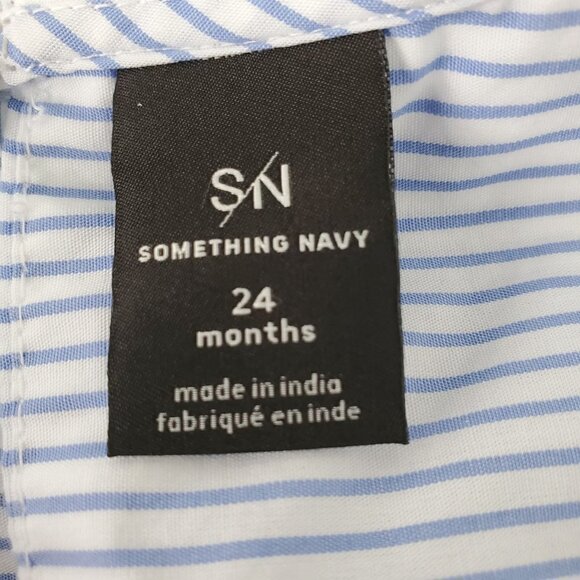 S/N
SOMETHING NAVY
24
months
made in india
fabriqué en inde